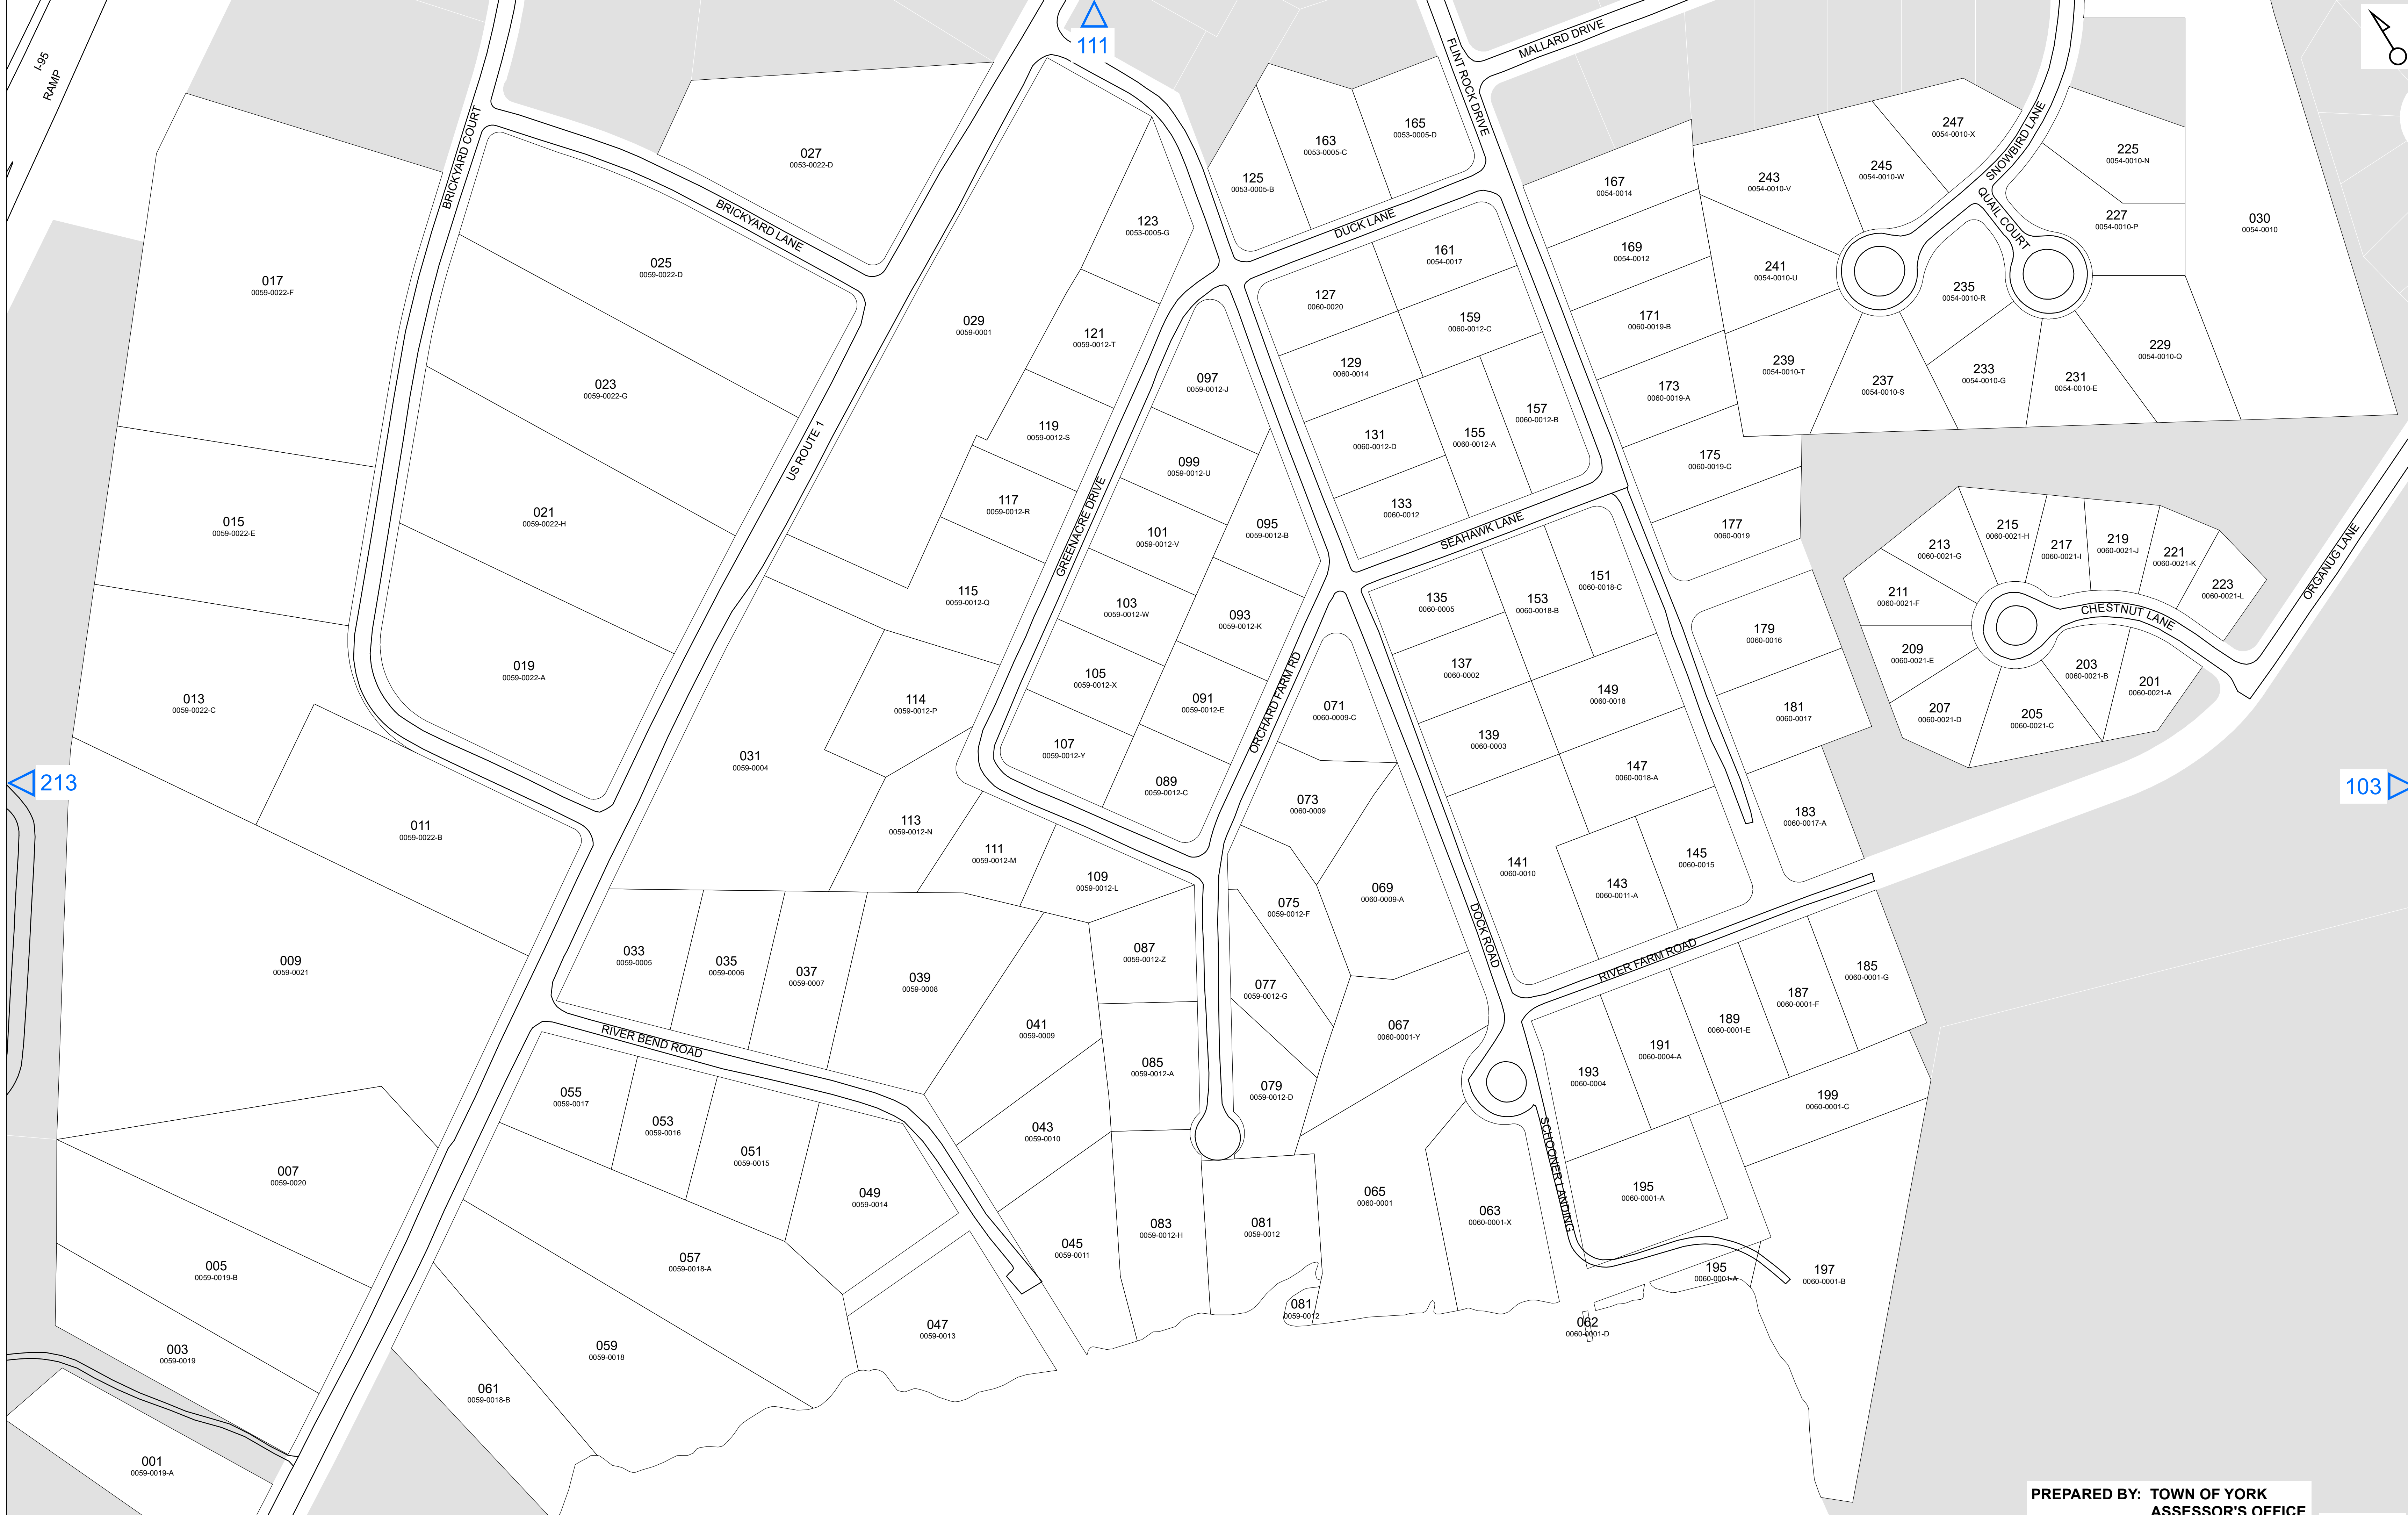 I-95
RAMP
111
MALLARD DRIVE
FLINT ROCK DRIVE
BRICKYARD COURT
BRICKYARD LANE
US ROUTE 1
DUCK LANE
SNOWBIRD LANE
QUAIL COURT
GREENACRE DRIVE
ORCHARD FARM RD
SEAHAWK LANE
CHESTNUT LANE
ORGANUG LANE
DOCK ROAD
RIVER FARM ROAD
RIVER BEND ROAD
SCHOONER LANDING
213
103
017
0059-0022-F
015
0059-0022-E
013
0059-0022-C
011
0059-0022-B
009
0059-0021
007
0059-0020
005
0059-0019-B
003
0059-0019
001
0059-0019-A
027
0053-0022-D
025
0059-0022-D
023
0059-0022-G
021
0059-0022-H
019
0059-0022-A
029
0059-0001
031
0059-0004
033
0059-0005
035
0059-0006
037
0059-0007
039
0059-0008
041
0059-0009
043
0059-0010
045
0059-0011
047
0059-0013
049
0059-0014
051
0059-0015
053
0059-0016
055
0059-0017
057
0059-0018-A
059
0059-0018
061
0059-0018-B
062
0060-0001-D
063
0060-0001-X
065
0060-0001
067
0060-0001-Y
069
0060-0009-A
071
0060-0009-C
073
0060-0009
075
0059-0012-F
077
0059-0012-G
079
0059-0012-D
081
0059-0012
081
0059-0012
083
0059-0012-H
085
0059-0012-A
087
0059-0012-Z
089
0059-0012-C
091
0059-0012-E
093
0059-0012-K
095
0059-0012-B
097
0059-0012-J
099
0059-0012-U
101
0059-0012-V
103
0059-0012-W
105
0059-0012-X
107
0059-0012-Y
109
0059-0012-L
111
0059-0012-M
113
0059-0012-N
114
0059-0012-P
115
0059-0012-Q
117
0059-0012-R
119
0059-0012-S
121
0059-0012-T
123
0053-0005-G
125
0053-0005-B
163
0053-0005-C
165
0053-0005-D
127
0060-0020
129
0060-0014
131
0060-0012-D
133
0060-0012
135
0060-0005
137
0060-0002
139
0060-0003
141
0060-0010
143
0060-0011-A
145
0060-0015
147
0060-0018-A
149
0060-0018
151
0060-0018-C
153
0060-0018-B
155
0060-0012-A
157
0060-0012-B
159
0060-0012-C
161
0054-0017
167
0054-0014
169
0054-0012
171
0060-0019-B
173
0060-0019-A
175
0060-0019-C
177
0060-0019
179
0060-0016
181
0060-0017
183
0060-0017-A
185
0060-0001-G
187
0060-0001-F
189
0060-0001-E
191
0060-0004-A
193
0060-0004
195
0060-0001-A
195
0060-0001-A
197
0060-0001-B
199
0060-0001-C
201
0060-0021-A
203
0060-0021-B
205
0060-0021-C
207
0060-0021-D
209
0060-0021-E
211
0060-0021-F
213
0060-0021-G
215
0060-0021-H
217
0060-0021-I
219
0060-0021-J
221
0060-0021-K
223
0060-0021-L
225
0054-0010-N
227
0054-0010-P
229
0054-0010-Q
030
0054-0010
231
0054-0010-E
233
0054-0010-G
235
0054-0010-R
237
0054-0010-S
239
0054-0010-T
241
0054-0010-U
243
0054-0010-V
245
0054-0010-W
247
0054-0010-X
PREPARED BY: TOWN OF YORK
ASSESSOR'S OFFICE